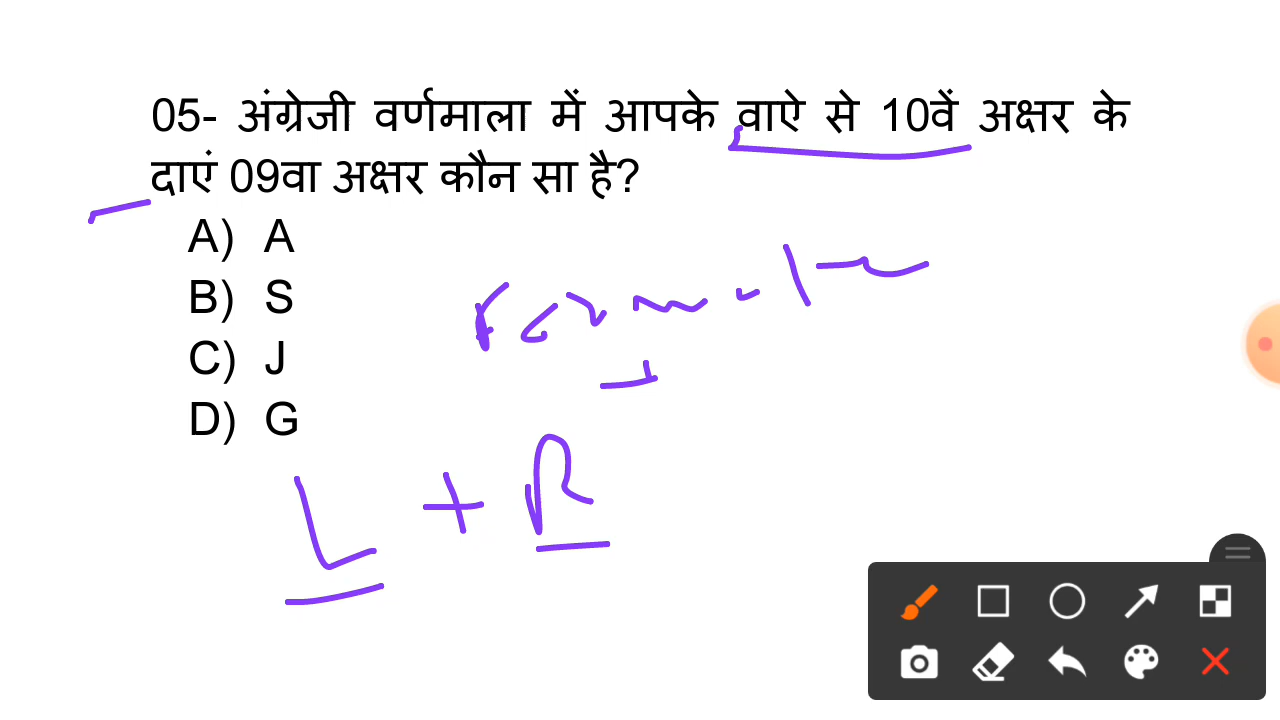 05- अंग्रेजी वर्णमाला में आपके वाऐ से 10वें अक्षर के
दाएं 09वा अक्षर कौन सा है?
A) A
B) S
C) J
D) G
L + R